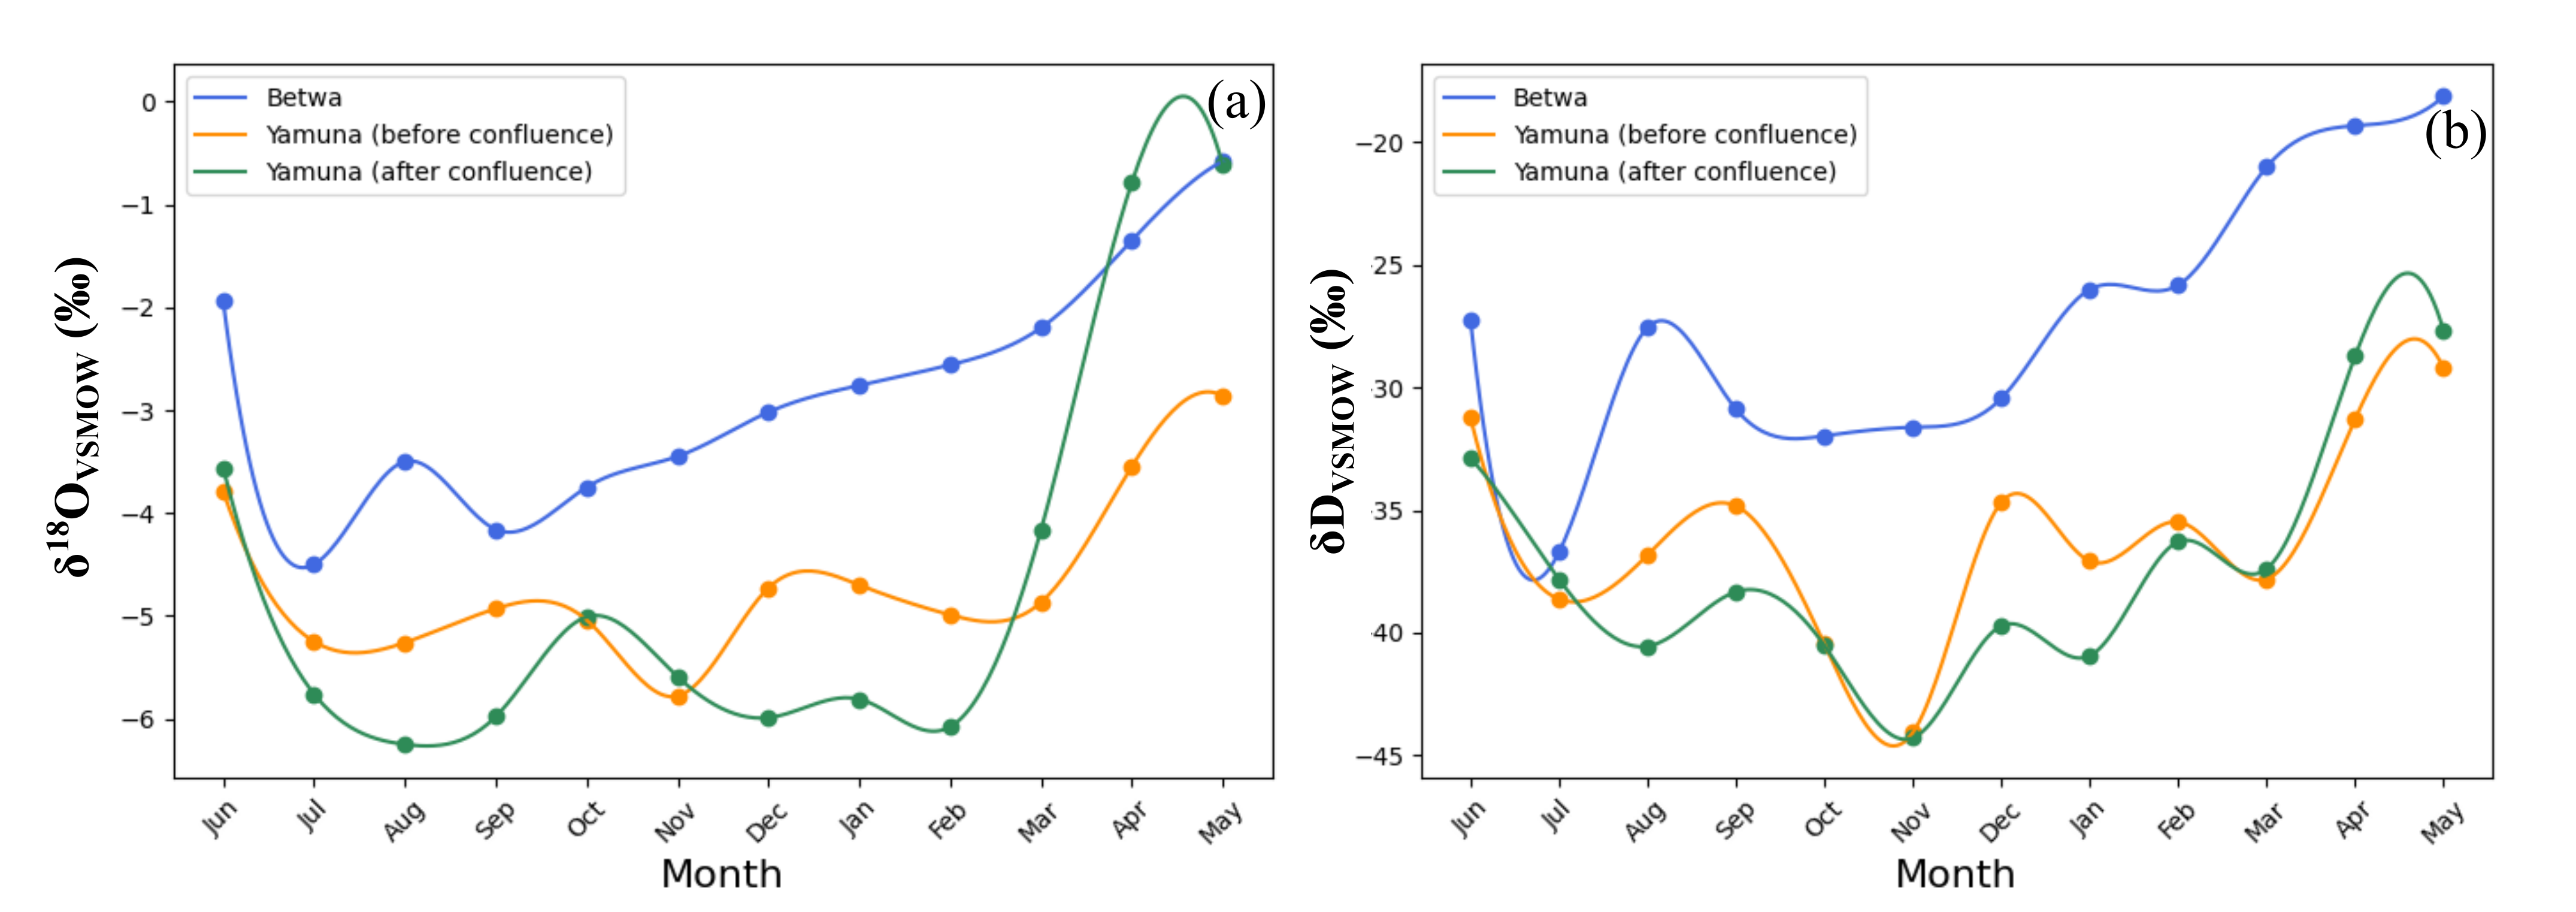 (a)
Betwa
Yamuna (before confluence)
Yamuna (after confluence)
0
−1
−2
−3
−4
−5
−6
δ¹⁸O_VSMOW (‰)
Jun Jul Aug Sep Oct Nov Dec Jan Feb Mar Apr May
Month
(b)
Betwa
Yamuna (before confluence)
Yamuna (after confluence)
−20
-25
-30
-35
-40
−45
δD_VSMOW (‰)
Jun Jul Aug Sep Oct Nov Dec Jan Feb Mar Apr May
Month